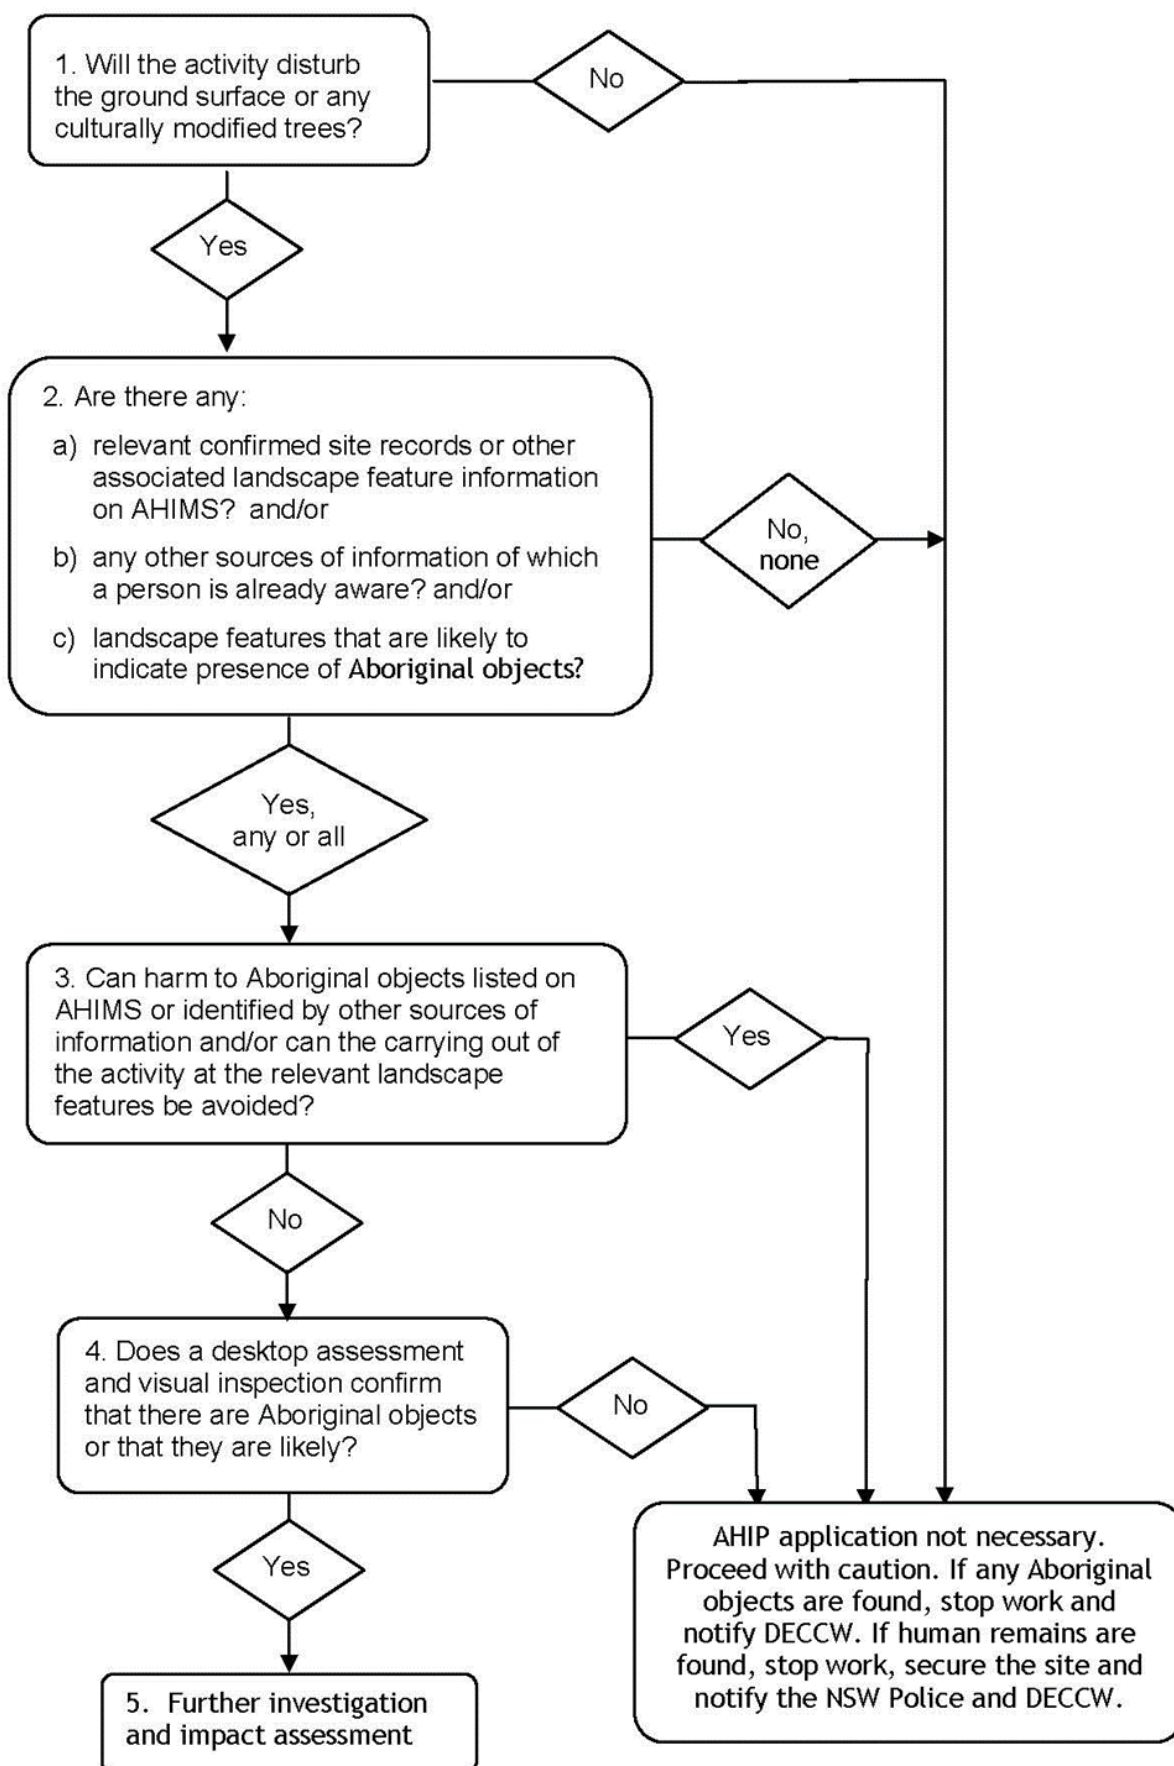 1. Will the activity disturb
the ground surface or any
culturally modified trees?
No
Yes
2. Are there any:
a) relevant confirmed site records or other
associated landscape feature information
on AHIMS? and/or
b) any other sources of information of which
a person is already aware? and/or
c) landscape features that are likely to
indicate presence of Aboriginal objects?
No,
none
Yes,
any or all
3. Can harm to Aboriginal objects listed on
AHIMS or identified by other sources of
information and/or can the carrying out of
the activity at the relevant landscape
features be avoided?
Yes
No
4. Does a desktop assessment
and visual inspection confirm
that there are Aboriginal objects
or that they are likely?
No
Yes
AHIP application not necessary.
Proceed with caution. If any Aboriginal
objects are found, stop work and
notify DECCW. If human remains are
found, stop work, secure the site and
notify the NSW Police and DECCW.
5. Further investigation
and impact assessment